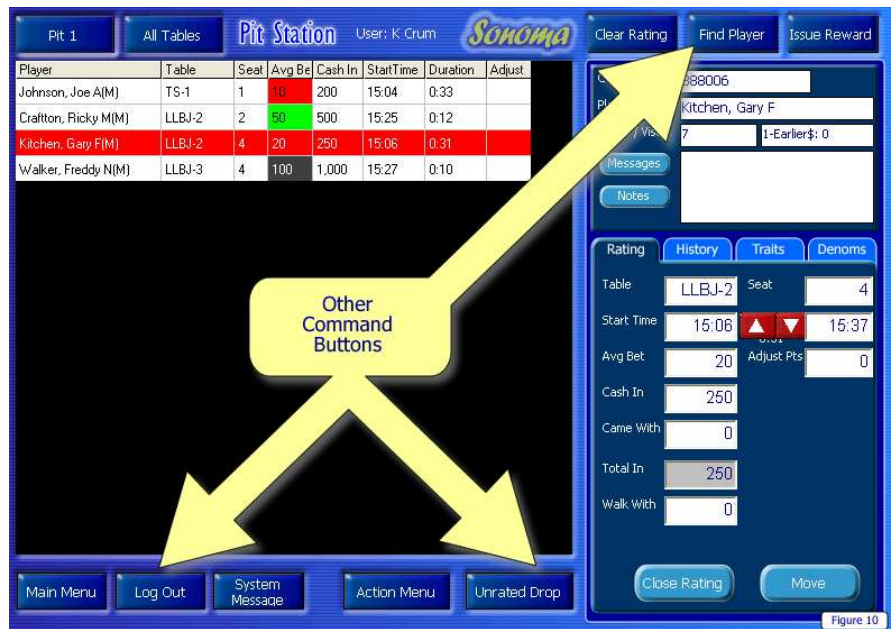 Pit 1 All Tables Pit Station User: K Crum Sonoma Clear Rating Find Player Issue Reward
Player Table Seat Avg Be Cash In StartTime Duration Adjust
Johnson, Joe A(M) TS-1 1 10 200 15:04 0:33
Craftton, Ricky M(M) LLBJ-2 2 50 500 15:25 0:12
Kitchen, Gary F(M) LLBJ-2 4 20 250 15:06 0:31
Walker, Freddy N(M) LLBJ-3 4 100 1,000 15:27 0:10
88006
Kitchen, Gary F
7 1-Earlier$: 0
Messages
Notes
Rating History Traits Denoms
Table LLBJ-2 Seat 4
Start Time 15:06 15:37
Avg Bet 20 Adjust Pts 0
Cash In 250
Came With 0
Total In 250
Walk With 0
Close Rating Move
Other
Command
Buttons
Main Menu Log Out System Message Action Menu Unrated Drop
Figure 10